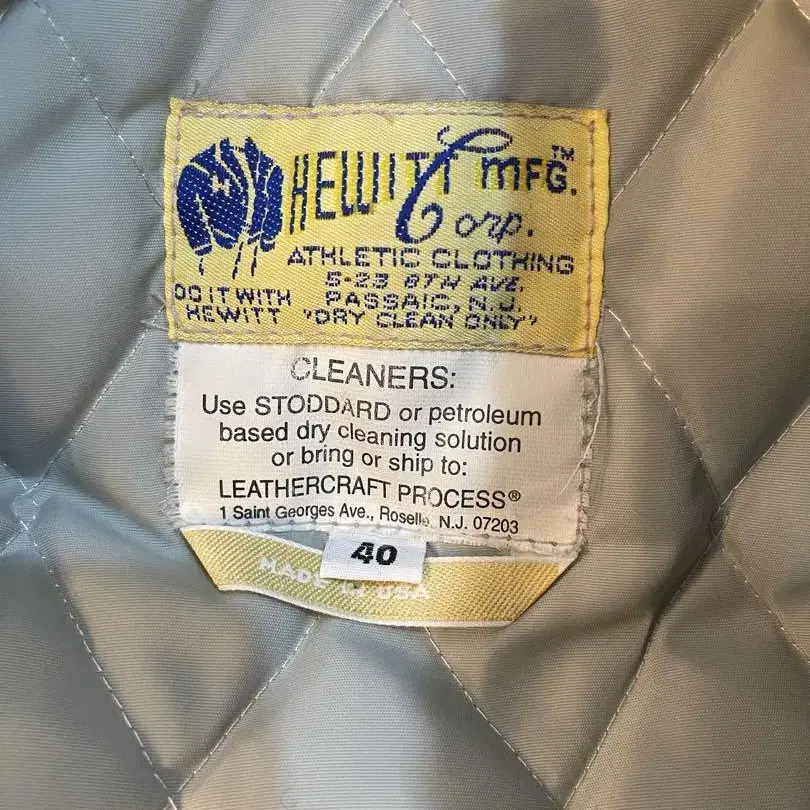 HEWITT MFG.™
Corp.
ATHLETIC CLOTHING
5-23 8TH AVE.
DO IT WITH PASSAIC, N.J.
HEWITT "DRY CLEAN ONLY"
CLEANERS:
Use STODDARD or petroleum
based dry cleaning solution
or bring or ship to:
LEATHERCRAFT PROCESS®
1 Saint Georges Ave., Roselle, N.J. 07203
40
MADE IN USA